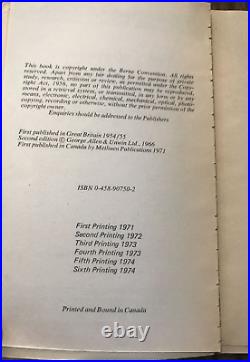 This book is copyright under the Berne Convention. All rights
reserved. Apart from any fair dealing for the purpose of private
study, research, criticism or review, as permitted under the Copy-
right Act, 1956, no part of this publication may be reproduced,
stored in a retrieval system, or transmitted, in any form or by any
means, electronic, electrical, chemical, mechanical, optical, photo-
copying, recording or otherwise, without the prior permission of the
copyright owner.
Enquiries should be addressed to the Publishers
First published in Great Britain 1954/55
Second edition © George Allen & Unwin Ltd., 1966
First published in Canada by Methuen Publications 1971
ISBN 0-458-90750-2
First Printing 1971
Second Printing 1972
Third Printing 1973
Fourth Printing 1973
Fifth Printing 1974
Sixth Printing 1974
Printed and Bound in Canada
thewithcd.com